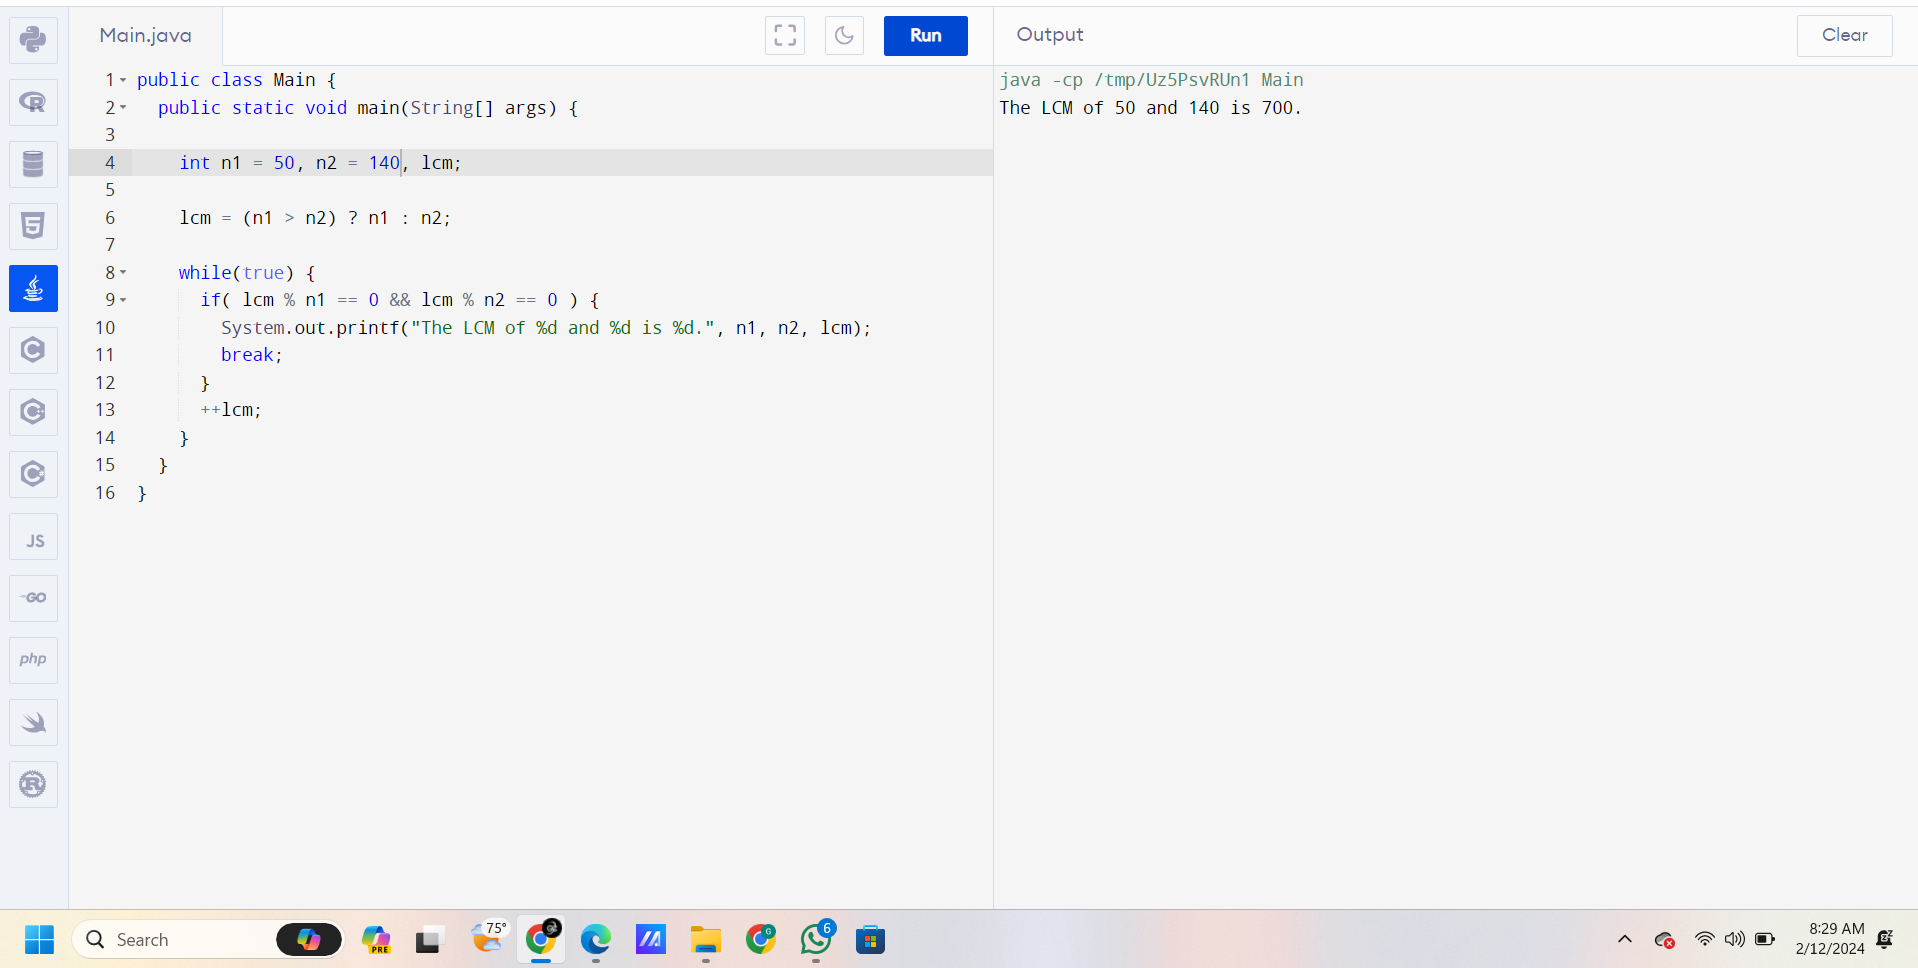 Main.java
Run
Output
Clear
1 public class Main {
2 public static void main(String[] args) {
3
4 int n1 = 50, n2 = 140, lcm;
5
6 lcm = (n1 > n2) ? n1 : n2;
7
8 while(true) {
9 if( lcm % n1 == 0 && lcm % n2 == 0 ) {
10 System.out.printf("The LCM of %d and %d is %d.", n1, n2, lcm);
11 break;
12 }
13 ++lcm;
14 }
15 }
16 }
java -cp /tmp/Uz5PsvRUn1 Main
The LCM of 50 and 140 is 700.
R
5
C
C
JS
GO
php
R
Search
PRE
75°
G
6
8:29 AM
2/12/2024